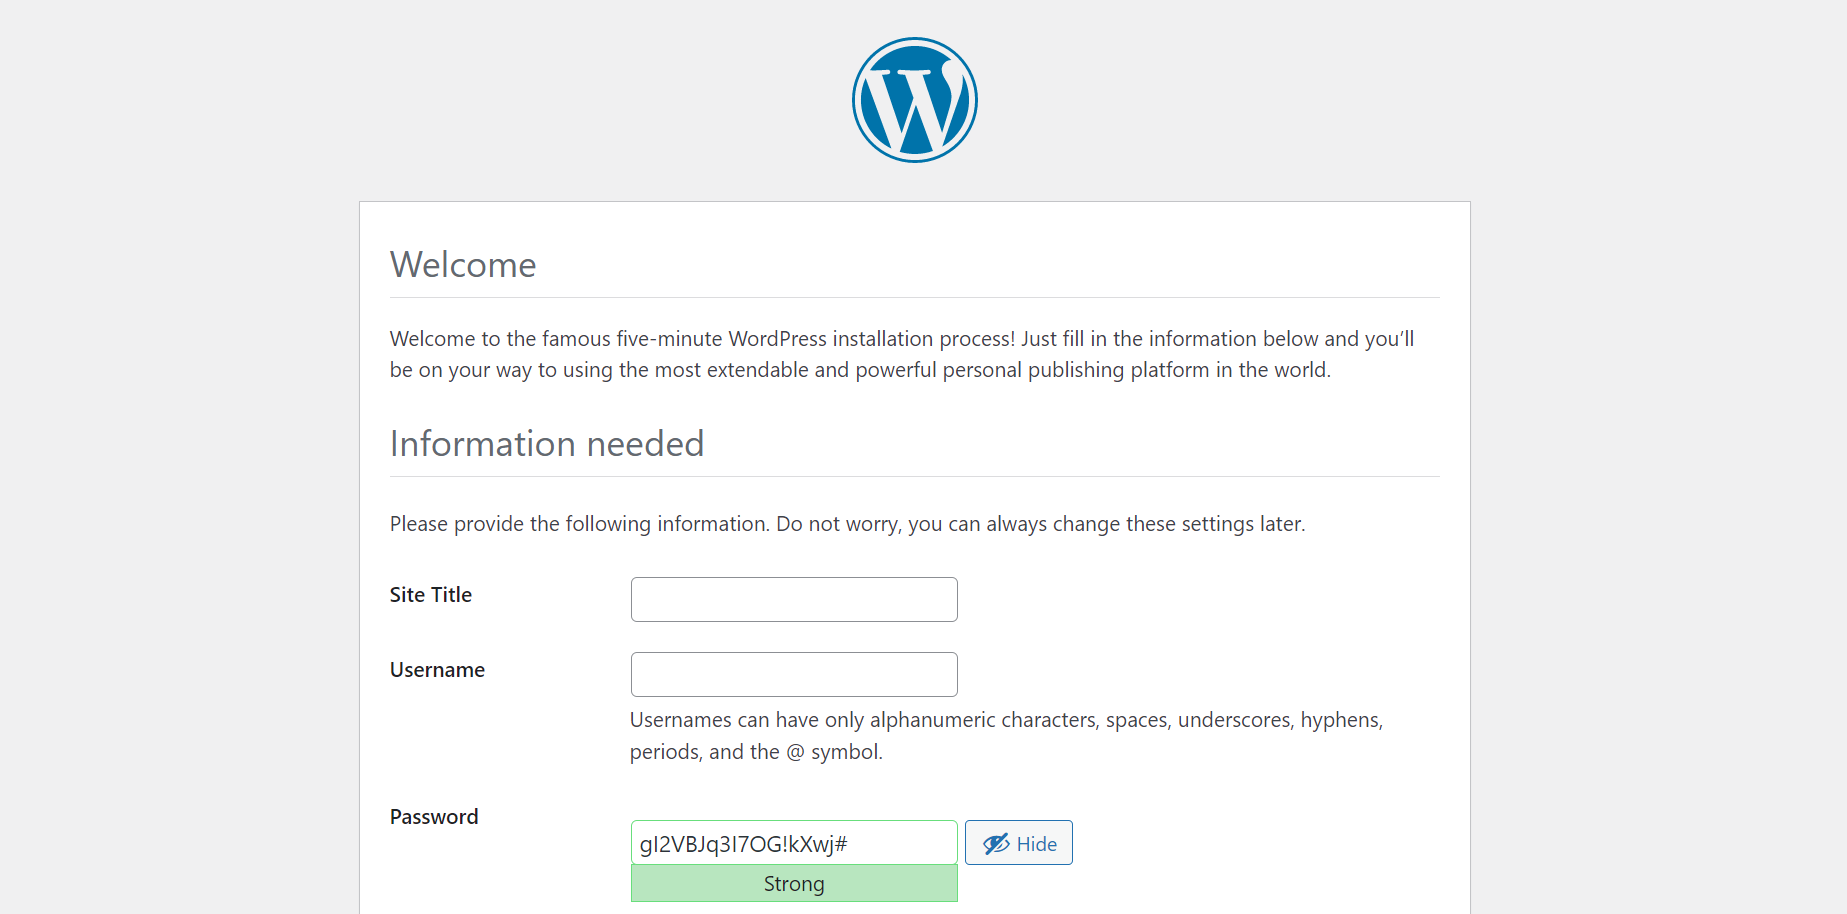 Welcome
Welcome to the famous five-minute WordPress installation process! Just fill in the information below and you’ll
be on your way to using the most extendable and powerful personal publishing platform in the world.
Information needed
Please provide the following information. Do not worry, you can always change these settings later.
Site Title
Username
Usernames can have only alphanumeric characters, spaces, underscores, hyphens,
periods, and the @ symbol.
Password
gI2VBJq3I7OG!kXwj#
Hide
Strong